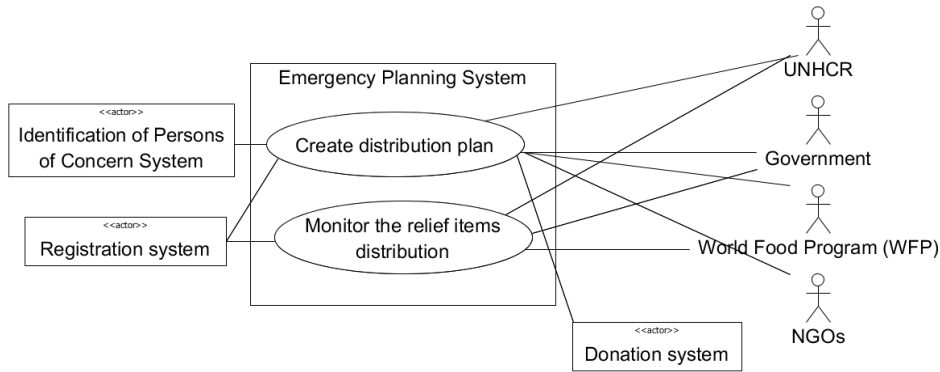 UNHCR
Emergency Planning System
<<actor>>
Identification of Persons
of Concern System
Create distribution plan
Government
<<actor>>
Registration system
Monitor the relief items
distribution
World Food Program (WFP)
<<actor>>
Donation system
NGOs